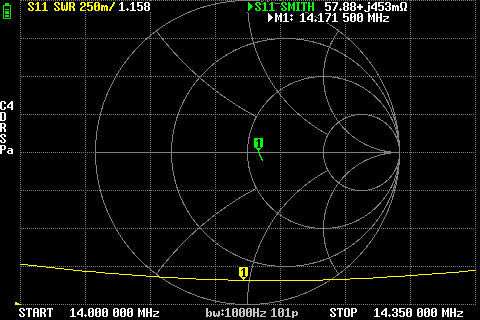 S11 SWR 250m/ 1.158
S11 SMITH 57.88+j453mΩ
M1: 14.171 500 MHz
C4
D
R
S
Pa
1
1
START 14.000 000 MHz bw:1000Hz 101p STOP 14.350 000 MHz